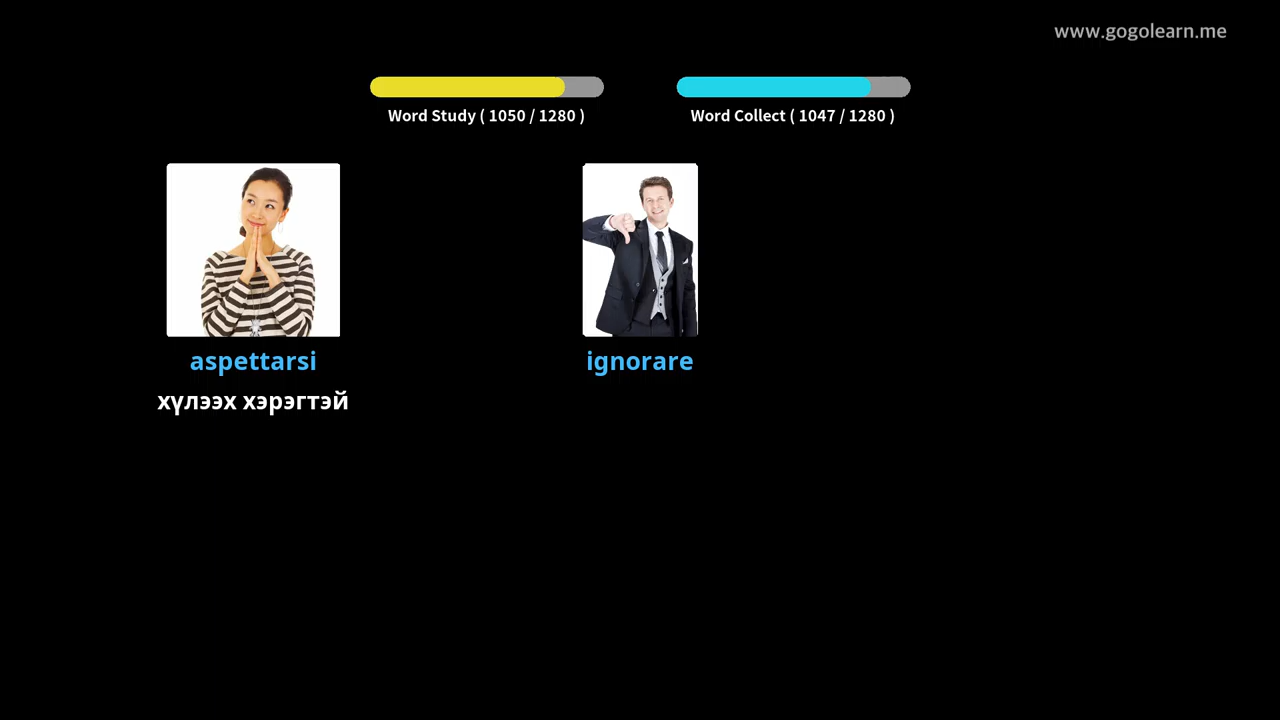 www.gogolearn.me
Word Study ( 1050 / 1280 )
Word Collect ( 1047 / 1280 )
aspettarsi
ignorare
хүлээх хэрэгтэй